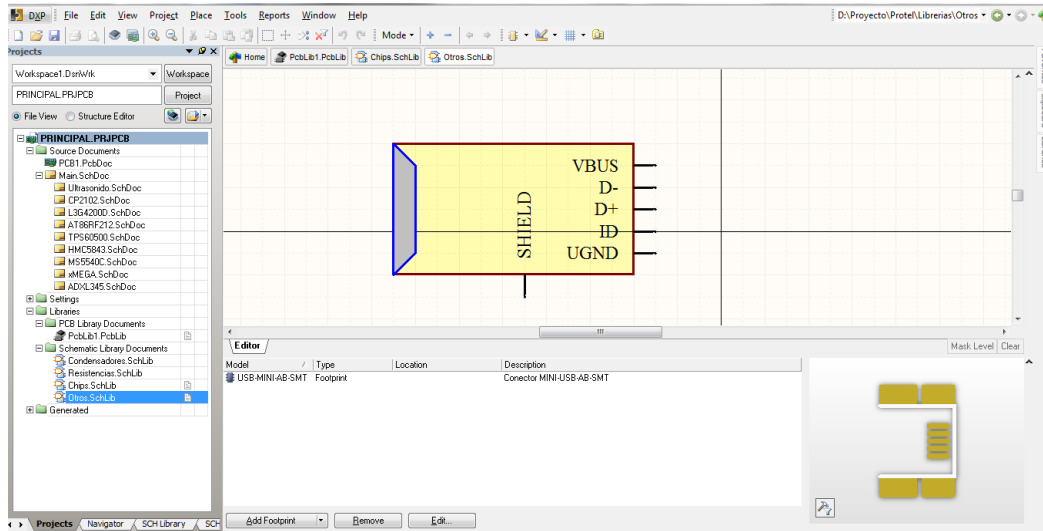 DXP File Edit View Project Place Tools Reports Window Help D:\Proyecto\Protel\Librerias\Otros
Mode
Projects
Home PcbLib1.PcbLib Chips.SchLib Otros.SchLib
Workspace1.DsnWrk Workspace
PRINCIPAL.PRJPCB Project
File View Structure Editor
PRINCIPAL.PRJPCB
Source Documents
PCB1.PcbDoc
Main.SchDoc
Ultrasonido.SchDoc
CP2102.SchDoc
L3G4200D.SchDoc
AT86RF212.SchDoc
TPS60500.SchDoc
HMC5843.SchDoc
MS5540C.SchDoc
xMEGA.SchDoc
ADXL345.SchDoc
Settings
Libraries
PCB Library Documents
PcbLib1.PcbLib
Schematic Library Documents
Condensadores.SchLib
Resistencias.SchLib
Chips.SchLib
Otros.SchLib
Generated
VBUS
D-
D+
ID
UGND
SHIELD
Editor Mask Level Clear
Model / Type Location Description
USB-MINI-AB-SMT Footprint Conector MINI-USB-AB-SMT
Add Footprint Remove Edit...
Projects Navigator SCH Library SCH